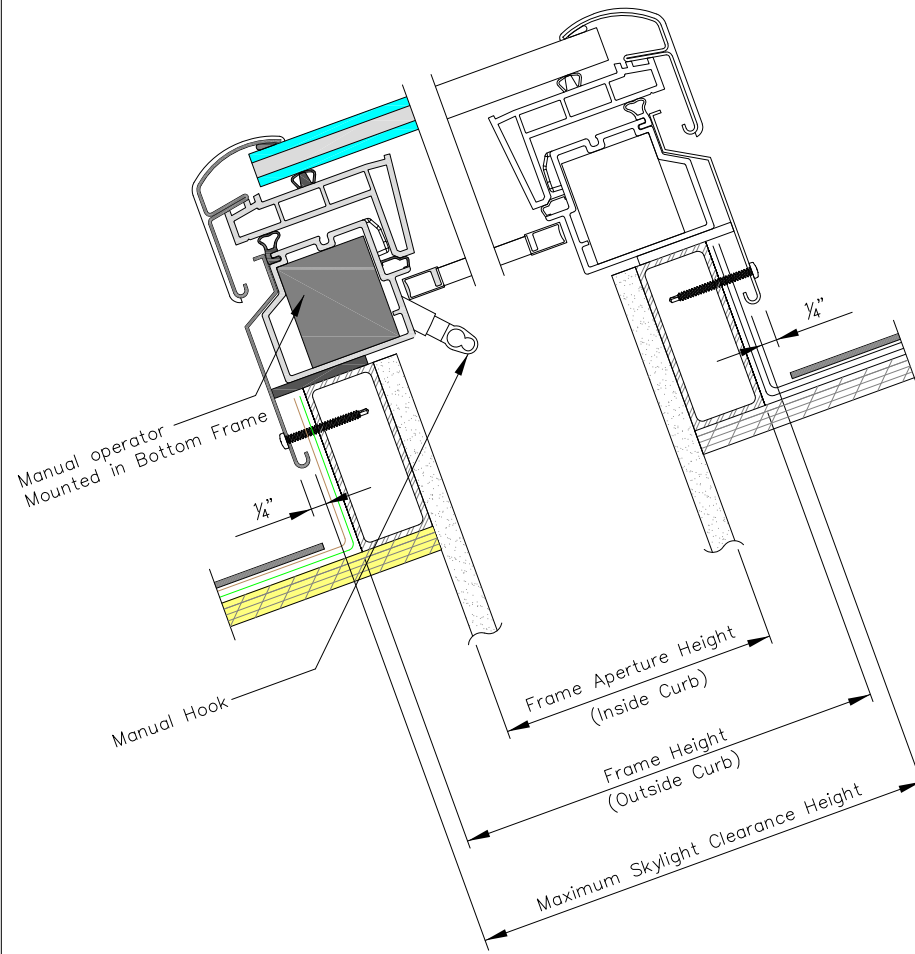 ¼"
Manual operator
Mounted in Bottom Frame
¼"
Manual Hook
Frame Aperture Height
(Inside Curb)
Frame Height
(Outside Curb)
Maximum Skylight Clearance Height